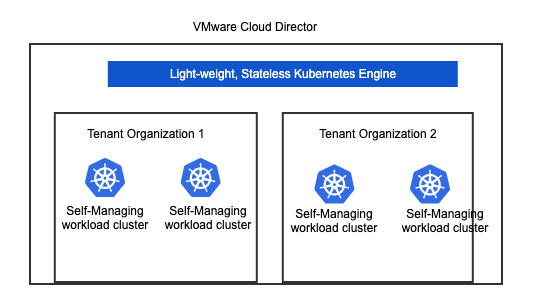 VMware Cloud Director
Light-weight, Stateless Kubernetes Engine
Tenant Organization 1
Self-Managing
workload cluster
Self-Managing
workload cluster
Tenant Organization 2
Self-Managing
workload cluster
Self-Managing
workload cluster